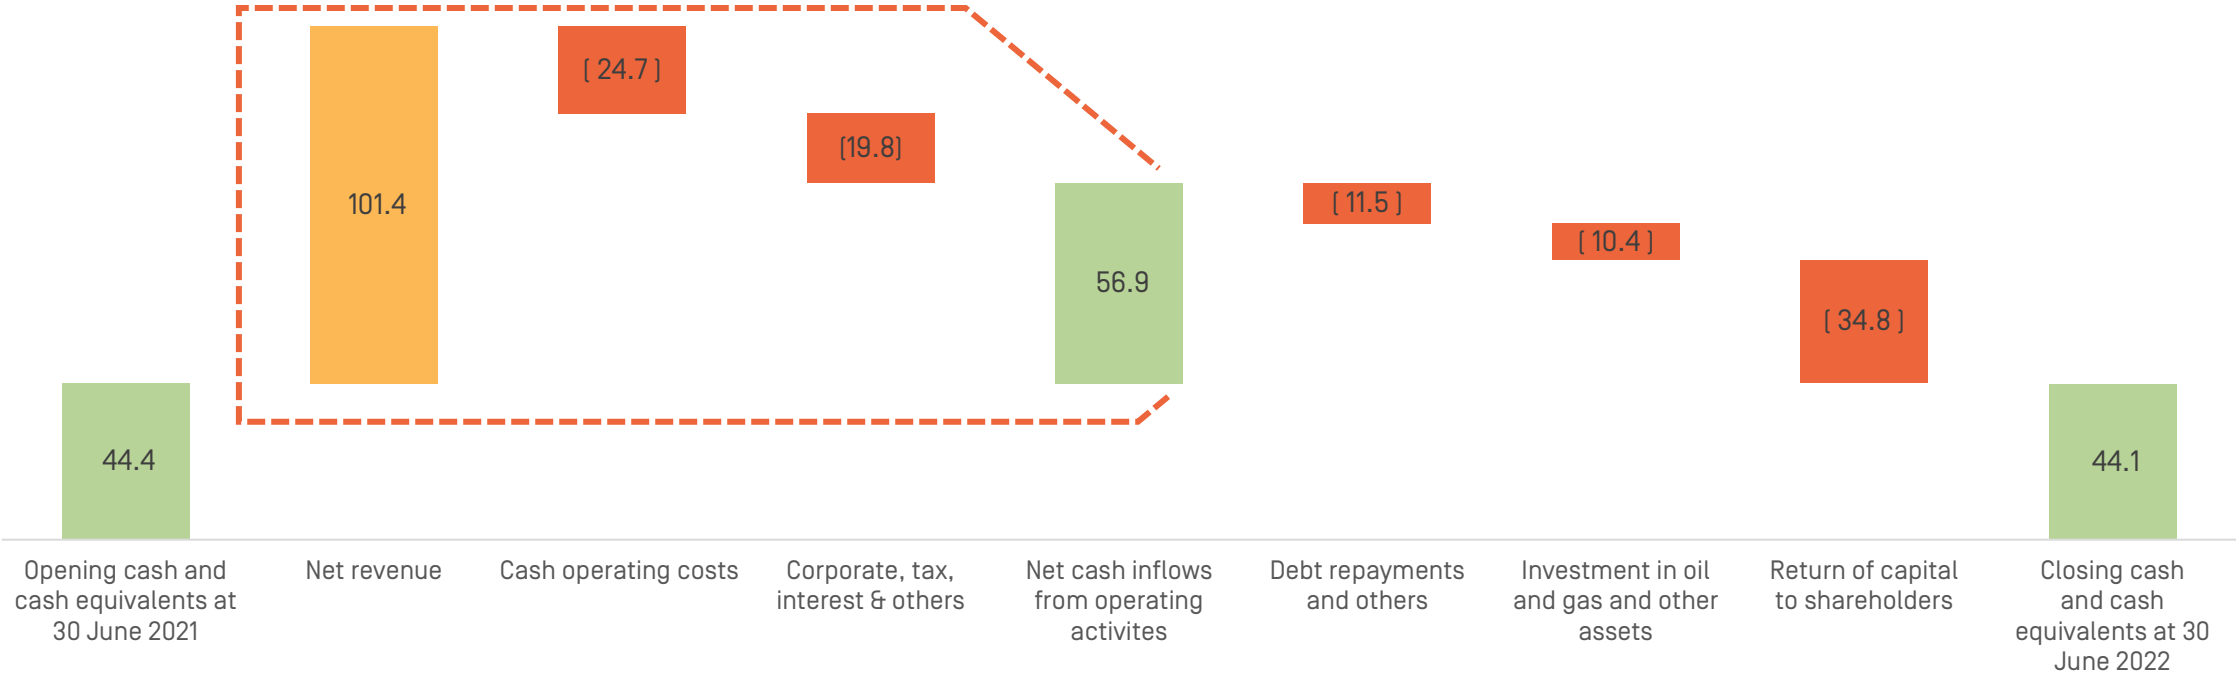 ( 24.7 )
(19.8)
101.4
( 11.5 )
( 10.4 )
56.9
( 34.8 )
44.4
44.1
Opening cash and
cash equivalents at
30 June 2021
Net revenue
Cash operating costs
Corporate, tax,
interest & others
Net cash inflows
from operating
activites
Debt repayments
and others
Investment in oil
and gas and other
assets
Return of capital
to shareholders
Closing cash
and cash
equivalents at 30
June 2022